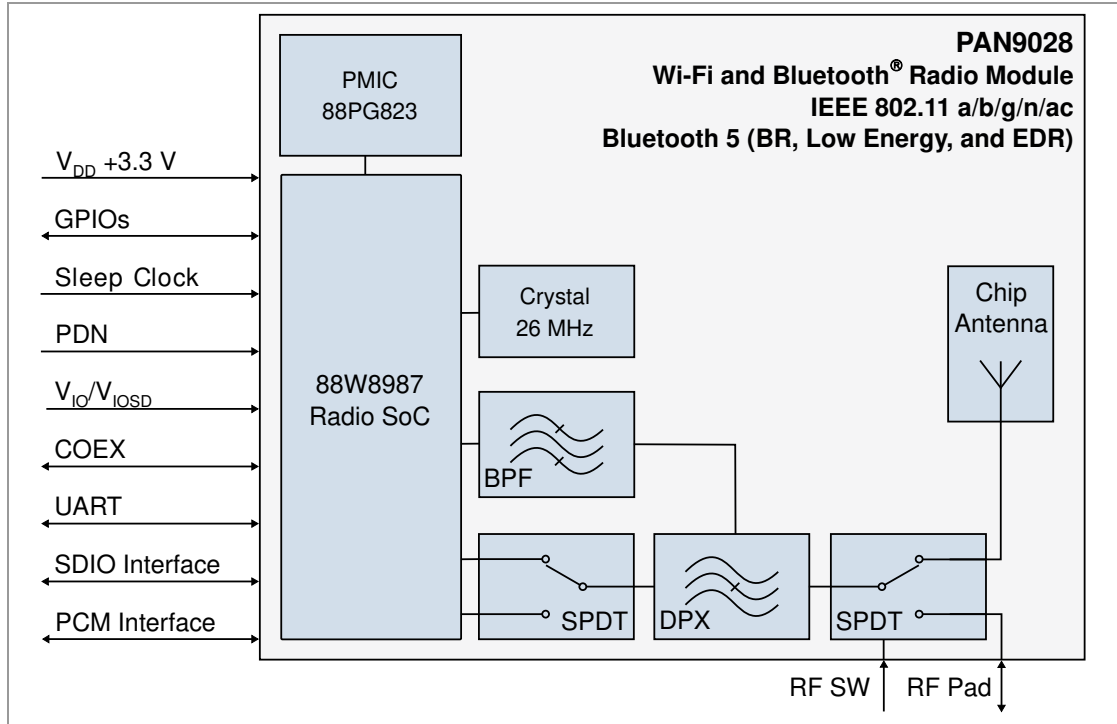 PAN9028
Wi-Fi and Bluetooth® Radio Module
IEEE 802.11 a/b/g/n/ac
Bluetooth 5 (BR, Low Energy, and EDR)
PMIC
88PG823
VDD +3.3 V
GPIOs
Sleep Clock
PDN
VIO/VIOSD
COEX
UART
SDIO Interface
PCM Interface
88W8987
Radio SoC
Crystal
26 MHz
BPF
SPDT
DPX
SPDT
Chip
Antenna
RF SW
RF Pad